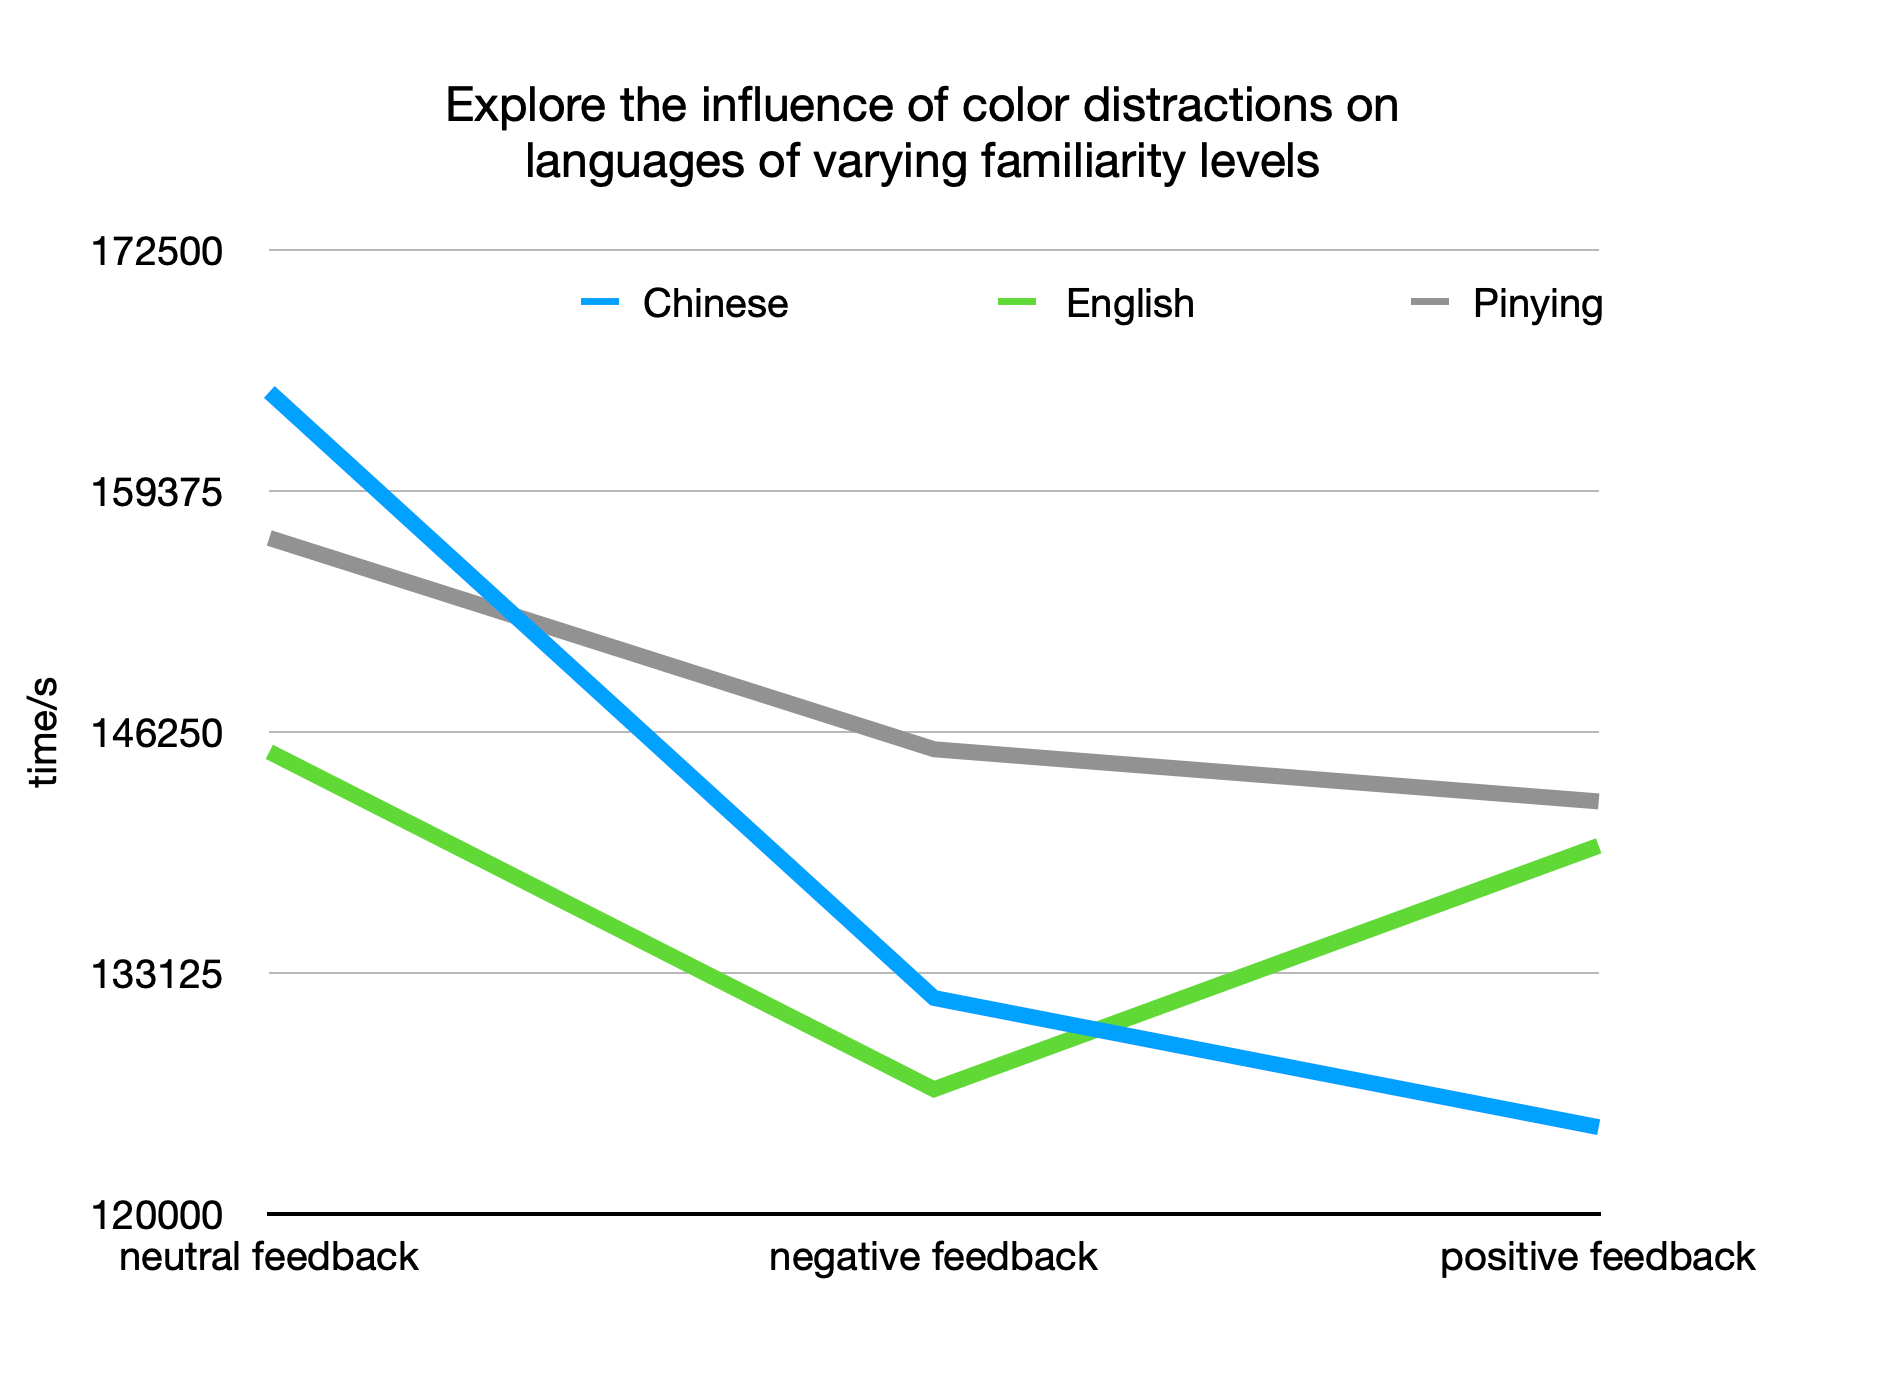 Explore the influence of color distractions on
languages of varying familiarity levels
172500
Chinese English Pinying
159375
146250
time/s
133125
120000
neutral feedback negative feedback positive feedback